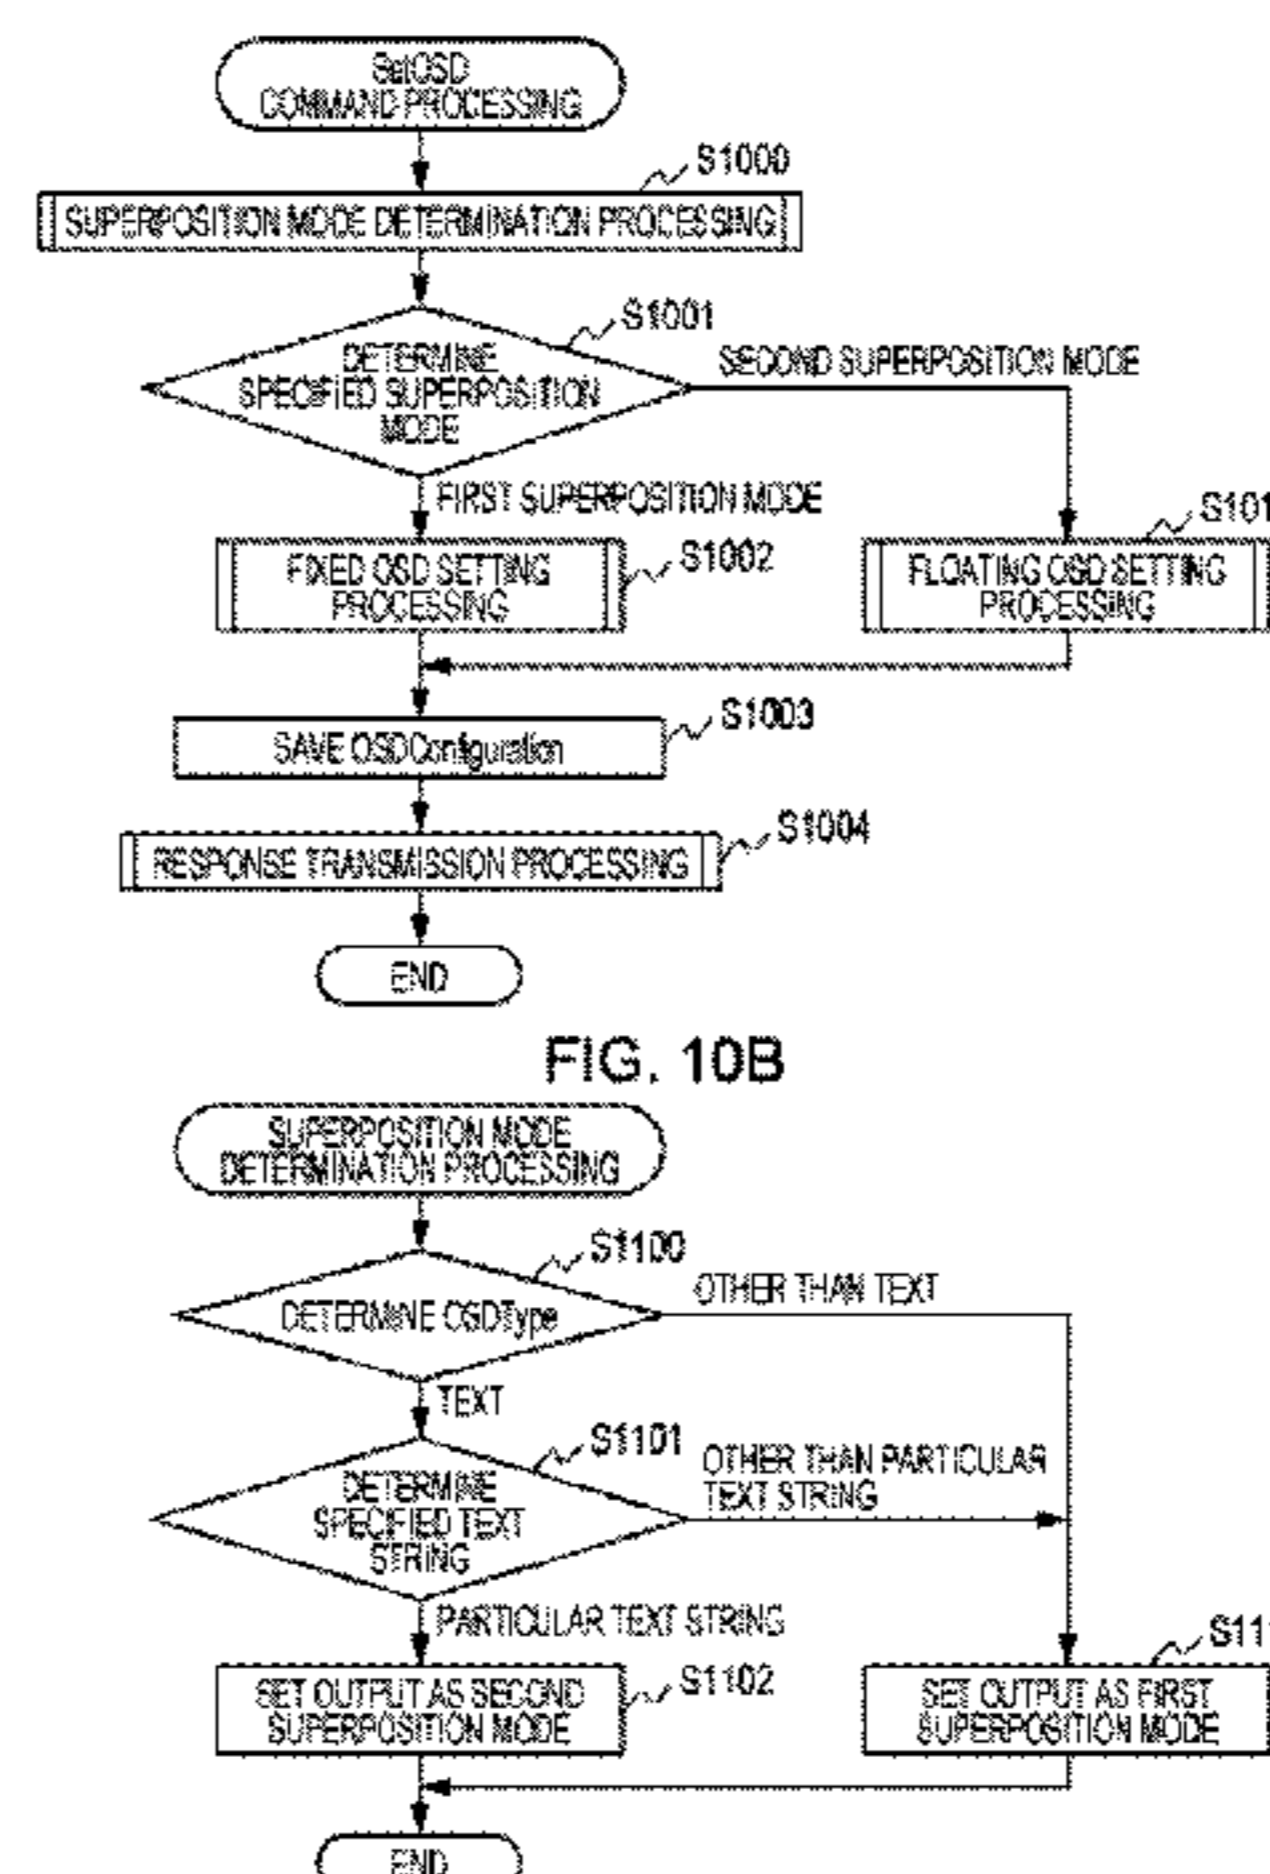 SetOSD
COMMAND PROCESSING
S1000
SUPERPOSITION MODE DETERMINATION PROCESSING
S1001
DETERMINE
SPECIFIED SUPERPOSITION
MODE
SECOND SUPERPOSITION MODE
FIRST SUPERPOSITION MODE
S1002
FIXED OSD SETTING
PROCESSING
S101
FLOATING OSD SETTING
PROCESSING
S1003
SAVE OSDConfiguration
S1004
RESPONSE TRANSMISSION PROCESSING
END
FIG. 10B
SUPERPOSITION MODE
DETERMINATION PROCESSING
S1100
DETERMINE OSDType
OTHER THAN TEXT
TEXT
S1101
DETERMINE
SPECIFIED TEXT
STRING
OTHER THAN PARTICULAR
TEXT STRING
PARTICULAR TEXT STRING
S1102
SET OUTPUT AS SECOND
SUPERPOSITION MODE
S111
SET OUTPUT AS FIRST
SUPERPOSITION MODE
END